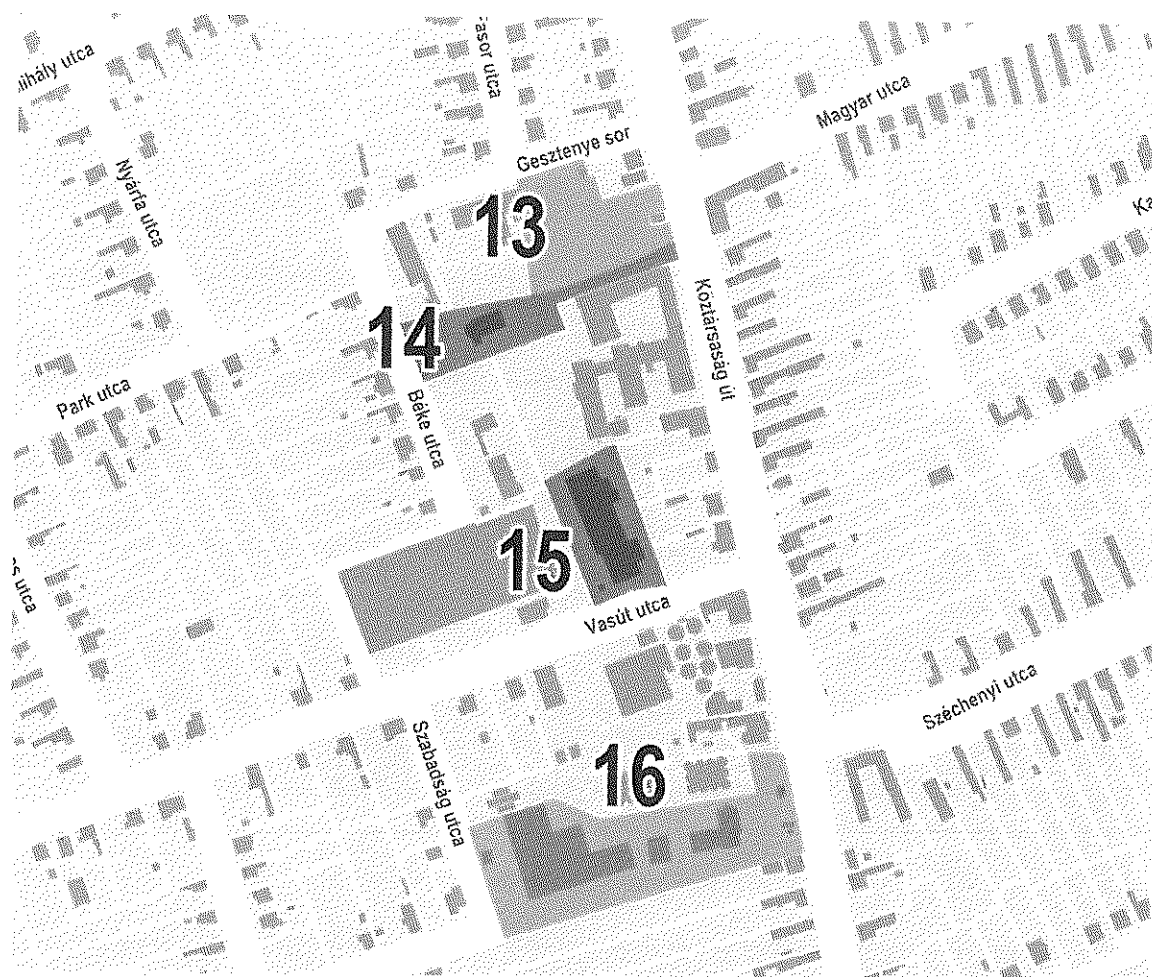 Magyar utca
Gesztenye sor
Nyárfa utca
13
Köztársaság út
14
Park utca
Béke utca
15
Vasút utca
Széchenyi utca
Szabadság utca
16